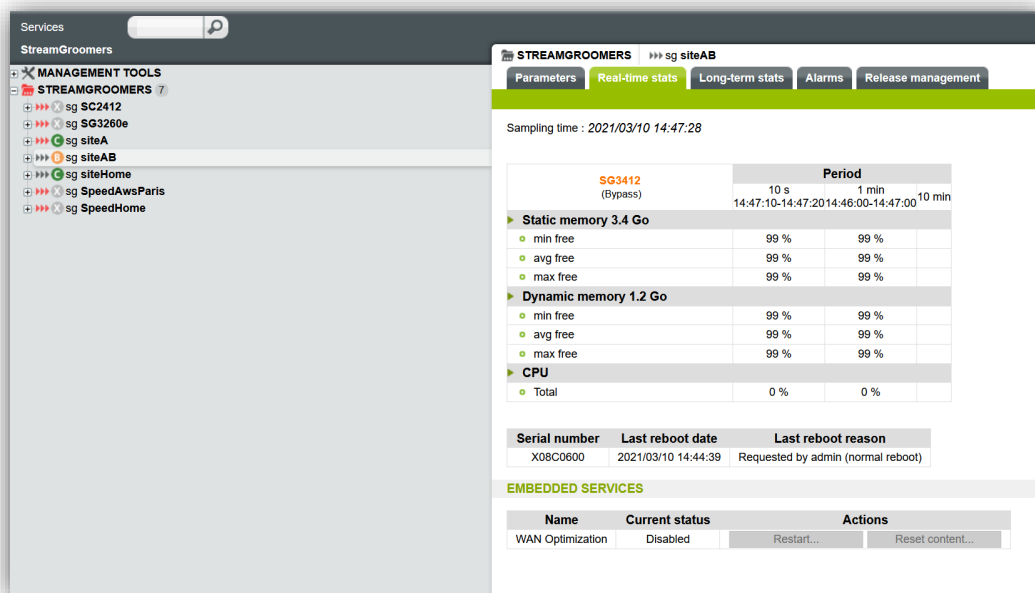 Services
StreamGroomers
MANAGEMENT TOOLS
STREAMGROOMERS 7
X sg SC2412
X sg SG3260e
C sg siteA
B sg siteAB
C sg siteHome
X sg SpeedAwsParis
X sg SpeedHome
STREAMGROOMERS sg siteAB
Parameters Real-time stats Long-term stats Alarms Release management
Sampling time : 2021/03/10 14:47:28
SG3412
(Bypass)
Period
10 s 1 min 10 min
14:47:10-14:47:20 14:46:00-14:47:00
Static memory 3.4 Go
min free 99 % 99 %
avg free 99 % 99 %
max free 99 % 99 %
Dynamic memory 1.2 Go
min free 99 % 99 %
avg free 99 % 99 %
max free 99 % 99 %
CPU
Total 0 % 0 %
Serial number Last reboot date Last reboot reason
X08C0600 2021/03/10 14:44:39 Requested by admin (normal reboot)
EMBEDDED SERVICES
Name Current status Actions
WAN Optimization Disabled Restart... Reset content...